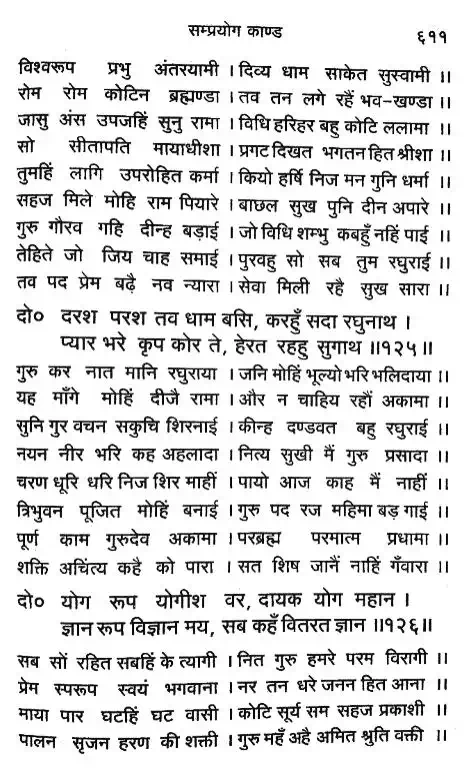 सम्प्रयोग काण्ड ६११
विश्वरूप प्रभु अंतरयामी । दिव्य धाम साकेत सुस्वामी ।।
रोम रोम कोटिन ब्रह्मण्डा । तव तन लगे रहैं भव-खण्डा ।।
जासु अंस उपजहिं सुनु रामा । विधि हरिहर बहु कोटि ललामा ।।
सो सीतापति मायाधीशा । प्रगट दिखत भगतन हित श्रीशा ।।
तुमहिं लागि उपरोहित कर्मा । कियो हर्षि निज मन गुनि धर्मा ।।
सहज मिले मोहि राम पियारे । बाछल सुख पुनि दीन अपारे ।।
गुरु गौरव गहि दीन्ह बड़ाई । जो विधि शम्भु कबहुँ नहिं पाई ।।
तेहिते जो जिय चाह समाई । पुरवहु सो सब तुम रघुराई ।।
तव पद प्रेम बढ़ै नव न्यारा । सेवा मिली रहै सुख सारा ।।
दो० दरश परश तव धाम बसि, करहुँ सदा रघुनाथ ।
प्यार भरे कृप कोर ते, हेरत रहहु सुगाथ ।।१२५।।
गुरु कर नात मानि रघुराया । जनि मोहिं भूल्यो भरि भलिदाया ।।
यह माँगे मोहिं दीजै रामा । और न चाहिय रहौं अकामा ।।
सुनि गुर वचन सकुचि शिरनाई । कीन्ह दण्डवत बहु रघुराई ।।
नयन नीर भरि कह अहलादा । नित्य सुखी मैं गुरु प्रसादा ।।
चरण धूरि धरि निज शिर माहीं । पायो आज काह मैं नाहीं ।।
त्रिभुवन पूजित मोहिं बनाई । गुरु पद रज महिमा बड़ गाई ।।
पूर्ण काम गुरुदेव अकामा । परब्रह्म परमात्म प्रधामा ।।
शक्ति अचिंत्य कहै को पारा । सत शिष जानैं नाहिं गँवारा ।।
दो० योग रूप योगीश वर, दायक योग महान ।
ज्ञान रूप विज्ञान मय, सब कहँ वितरत ज्ञान ।।१२६।।
सब सों रहित सबहिं के त्यागी । नित गुरु हमरे परम विरागी ।।
प्रेम स्परूप स्वयं भगवाना । नर तन धरे जनन हित आना ।।
माया पार घटहिं घट वासी । कोटि सूर्य सम सहज प्रकाशी ।।
पालन सृजन हरण की शक्ती । गुरु महँ अहै अमित श्रुति वक्ती ।।